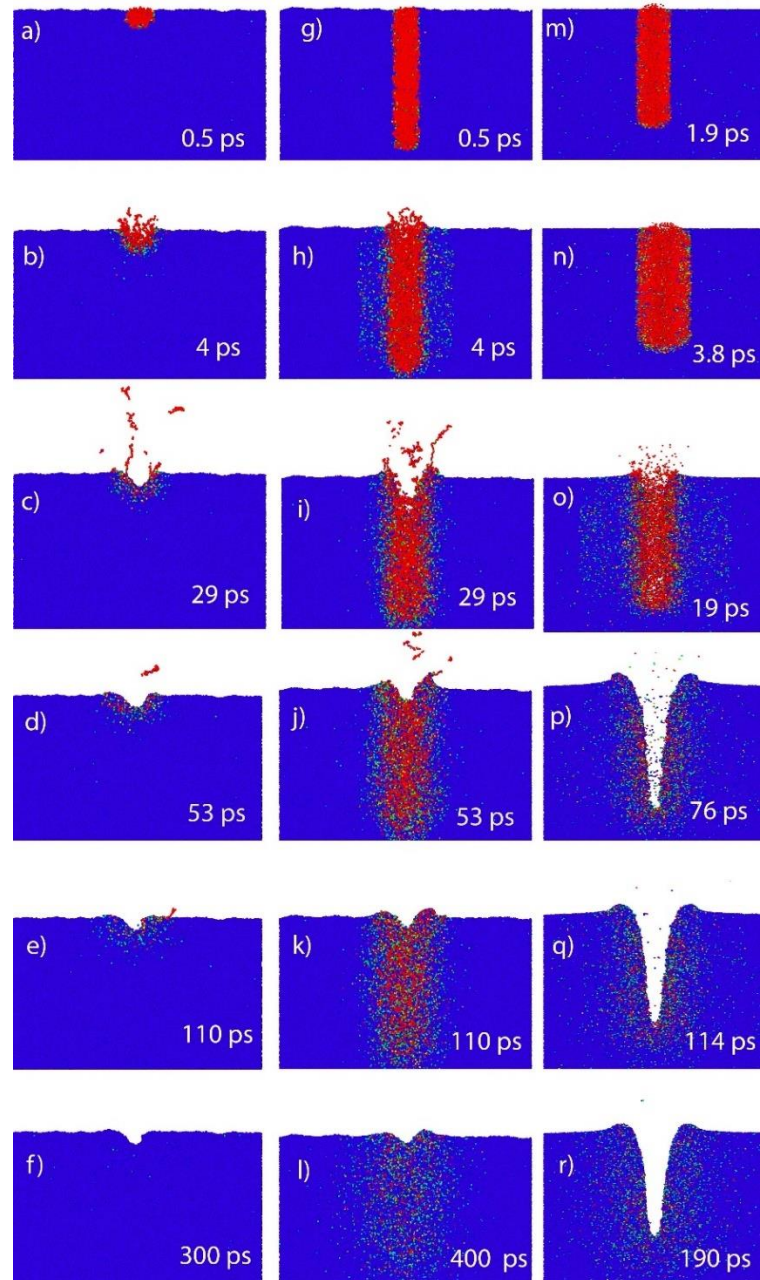 a)
0.5 ps
g)
0.5 ps
m)
1.9 ps
b)
4 ps
h)
4 ps
n)
3.8 ps
c)
29 ps
i)
29 ps
o)
19 ps
d)
53 ps
j)
53 ps
p)
76 ps
e)
110 ps
k)
110 ps
q)
114 ps
f)
300 ps
l)
400 ps
r)
190 ps